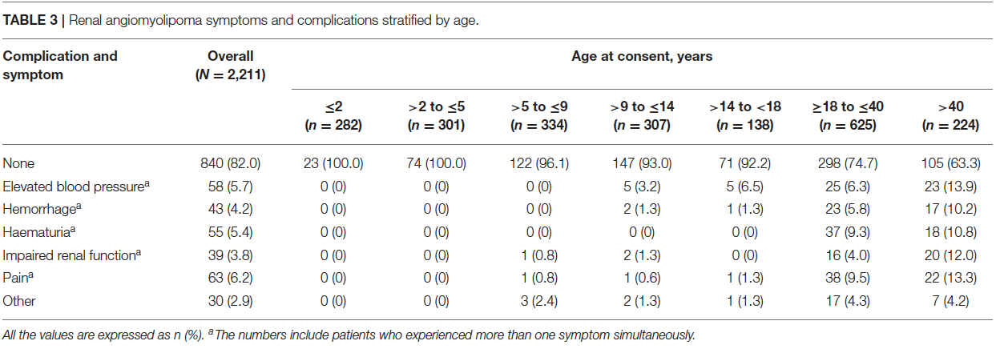 TABLE 3 | Renal angiomyolipoma symptoms and complications stratified by age.
Complication and symptom Overall (N = 2,211) Age at consent, years
≤2 (n = 282) >2 to ≤5 (n = 301) >5 to ≤9 (n = 334) >9 to ≤14 (n = 307) >14 to <18 (n = 138) ≥18 to ≤40 (n = 625) >40 (n = 224)
None 840 (82.0) 23 (100.0) 74 (100.0) 122 (96.1) 147 (93.0) 71 (92.2) 298 (74.7) 105 (63.3)
Elevated blood pressureᵃ 58 (5.7) 0 (0) 0 (0) 0 (0) 5 (3.2) 5 (6.5) 25 (6.3) 23 (13.9)
Hemorrhageᵃ 43 (4.2) 0 (0) 0 (0) 0 (0) 2 (1.3) 1 (1.3) 23 (5.8) 17 (10.2)
Haematuriaᵃ 55 (5.4) 0 (0) 0 (0) 0 (0) 0 (0) 0 (0) 37 (9.3) 18 (10.8)
Impaired renal functionᵃ 39 (3.8) 0 (0) 0 (0) 1 (0.8) 2 (1.3) 0 (0) 16 (4.0) 20 (12.0)
Painᵃ 63 (6.2) 0 (0) 0 (0) 1 (0.8) 1 (0.6) 1 (1.3) 38 (9.5) 22 (13.3)
Other 30 (2.9) 0 (0) 0 (0) 3 (2.4) 2 (1.3) 1 (1.3) 17 (4.3) 7 (4.2)
All the values are expressed as n (%). ᵃThe numbers include patients who experienced more than one symptom simultaneously.